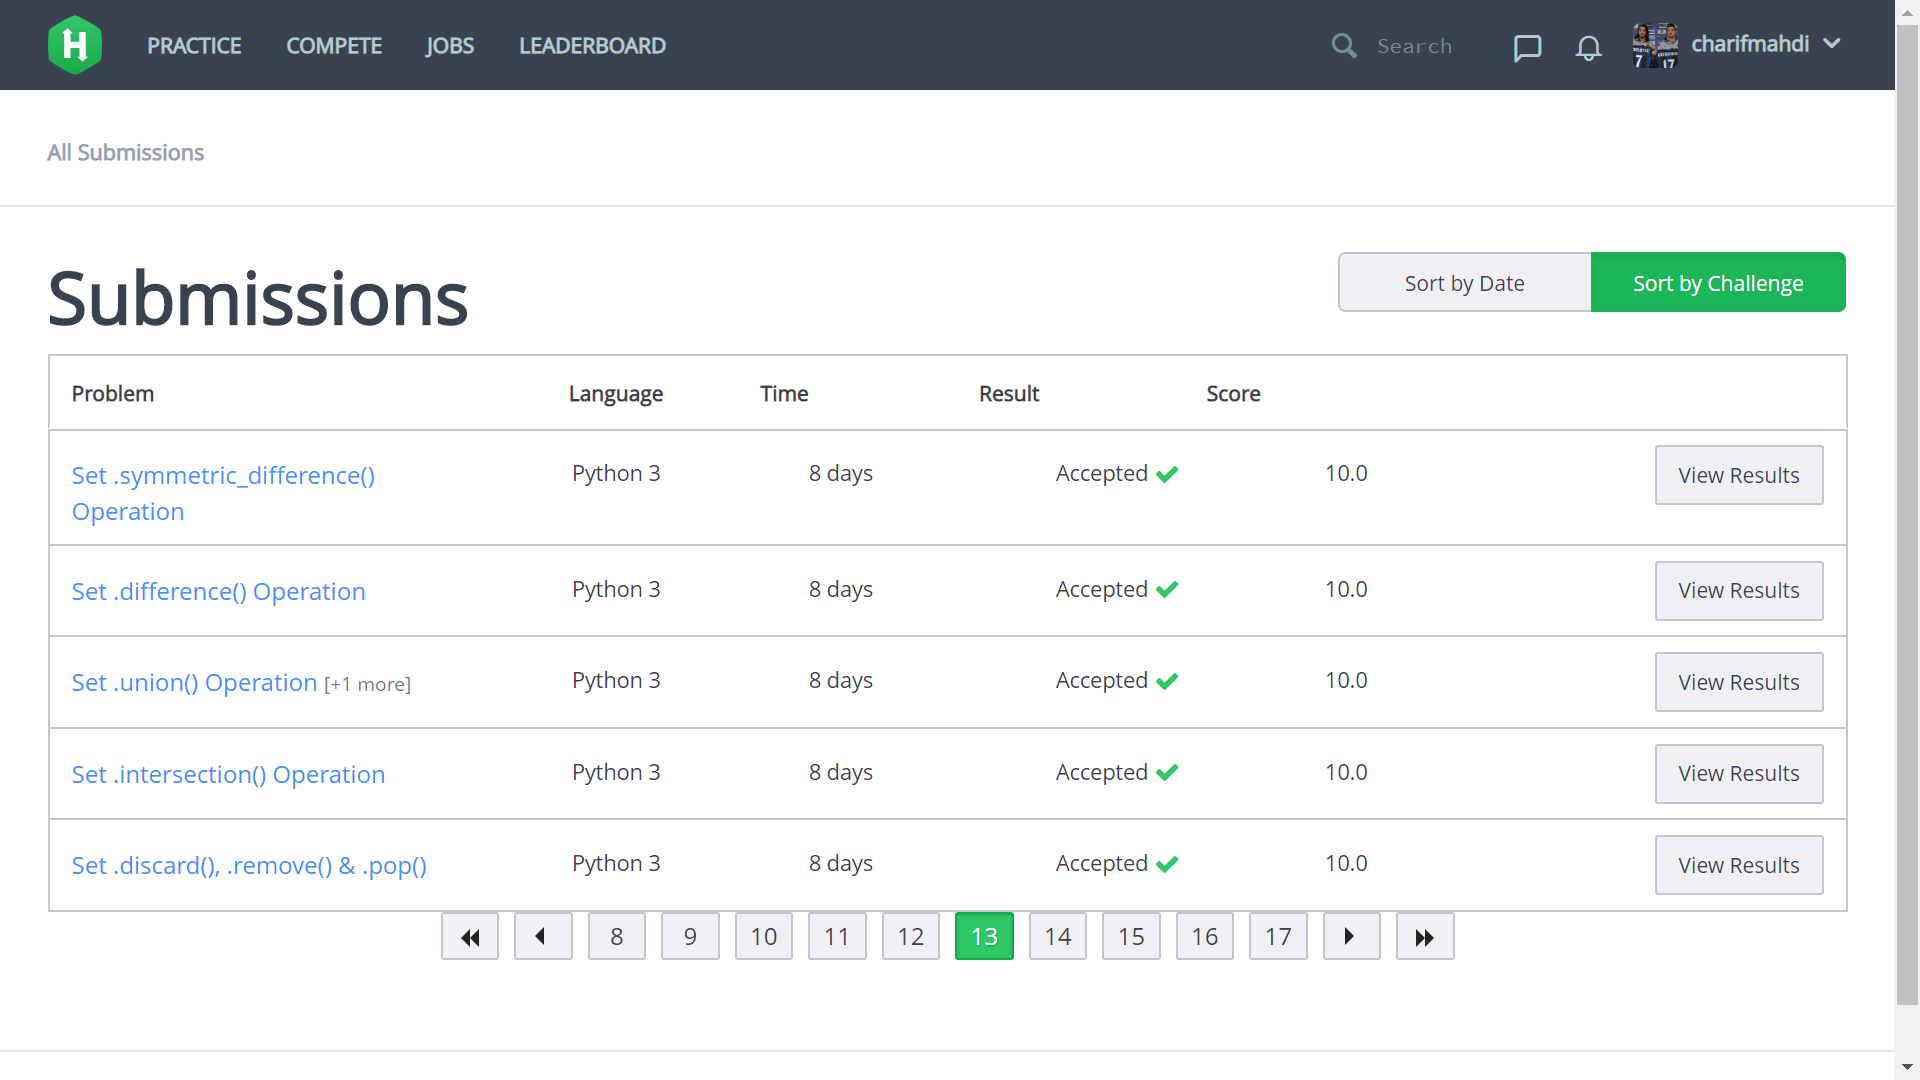 H PRACTICE COMPETE JOBS LEADERBOARD Search charifmahdi
All Submissions
Submissions
Sort by Date Sort by Challenge
Problem Language Time Result Score
Set .symmetric_difference()
Operation
Python 3 8 days Accepted 10.0 View Results
Set .difference() Operation Python 3 8 days Accepted 10.0 View Results
Set .union() Operation [+1 more] Python 3 8 days Accepted 10.0 View Results
Set .intersection() Operation Python 3 8 days Accepted 10.0 View Results
Set .discard(), .remove() & .pop() Python 3 8 days Accepted 10.0 View Results
8 9 10 11 12 13 14 15 16 17